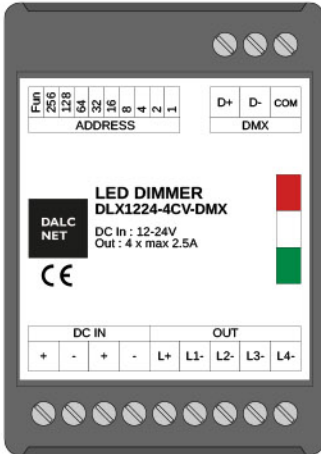 Fun 256 128 64 32 16 8 4 2 1
ADDRESS
D+ D- COM
DMX
DALC
NET
LED DIMMER
DLX1224-4CV-DMX
DC In : 12-24V
Out : 4 x max 2.5A
CE
DC IN OUT
+ - + - L+ L1- L2- L3- L4-